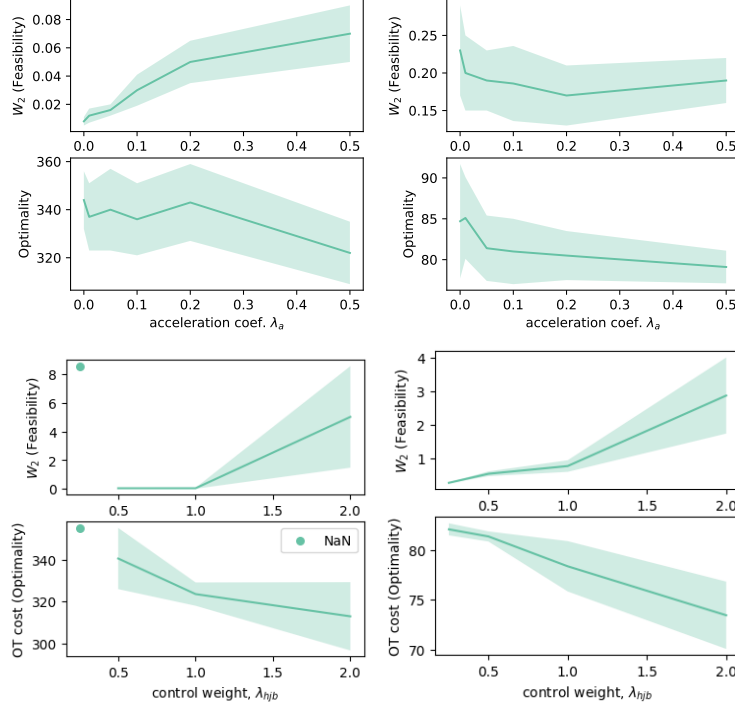 0.08
0.06
0.04
0.02
W₂ (Feasibility)
0.0 0.1 0.2 0.3 0.4 0.5
0.25
0.20
0.15
W₂ (Feasibility)
0.0 0.1 0.2 0.3 0.4 0.5
360
340
320
Optimality
0.0 0.1 0.2 0.3 0.4 0.5
acceleration coef. λₐ
90
85
80
Optimality
0.0 0.1 0.2 0.3 0.4 0.5
acceleration coef. λₐ
8
6
4
2
0
W₂ (Feasibility)
0.5 1.0 1.5 2.0
4
3
2
1
W₂ (Feasibility)
0.5 1.0 1.5 2.0
NaN
340
320
300
OT cost (Optimality)
0.5 1.0 1.5 2.0
control weight, λ_hjb
80
75
70
OT cost (Optimality)
0.5 1.0 1.5 2.0
control weight, λ_hjb